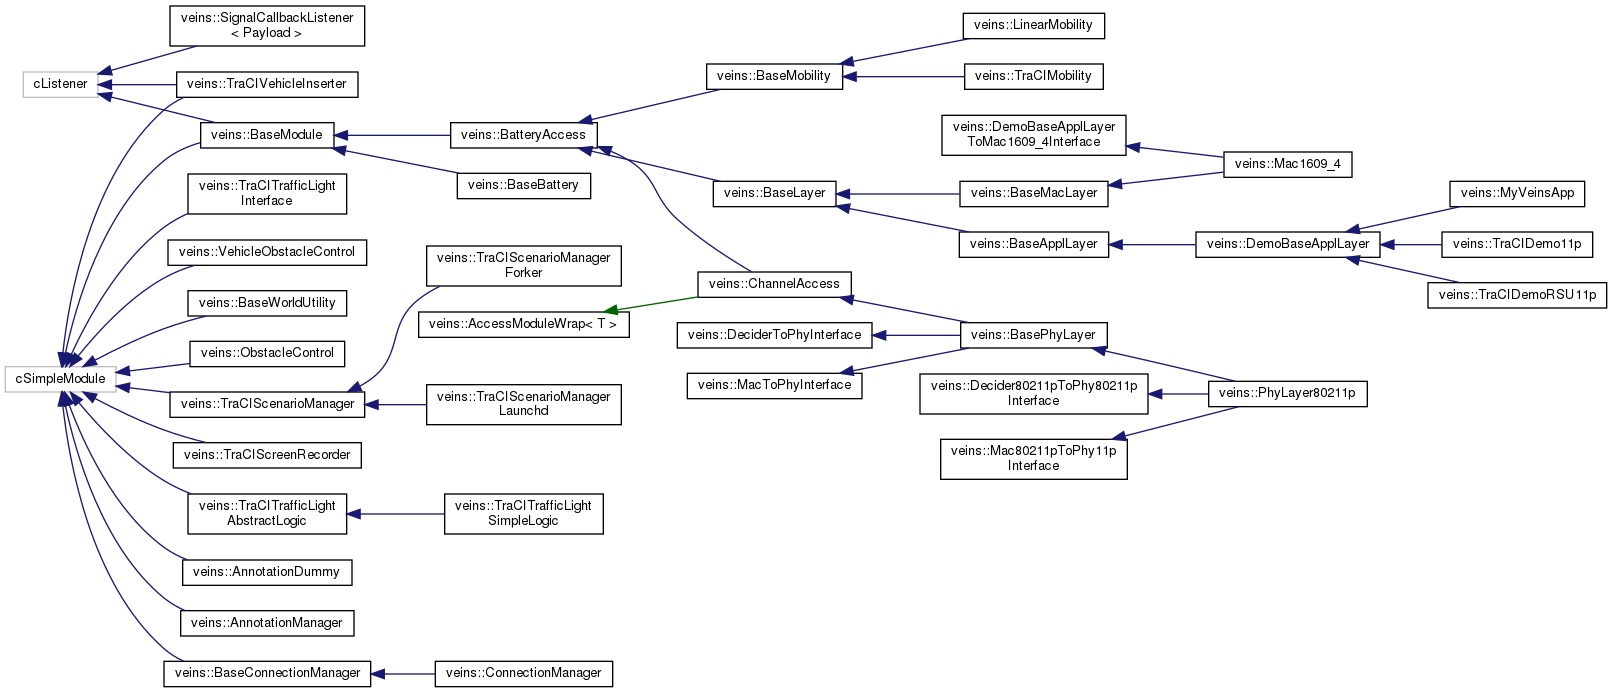 veins::SignalCallbackListener
< Payload >
cListener
veins::TraCIVehicleInserter
veins::BaseModule
veins::TraCITrafficLight
Interface
veins::VehicleObstacleControl
veins::BaseWorldUtility
veins::ObstacleControl
cSimpleModule
veins::TraCIScenarioManager
veins::TraCIScreenRecorder
veins::TraCITrafficLight
AbstractLogic
veins::AnnotationDummy
veins::AnnotationManager
veins::BaseConnectionManager
veins::BatteryAccess
veins::BaseBattery
veins::TraCIScenarioManager
Forker
veins::AccessModuleWrap< T >
veins::TraCIScenarioManager
Launchd
veins::TraCITrafficLight
SimpleLogic
veins::ConnectionManager
veins::BaseMobility
veins::BaseLayer
veins::ChannelAccess
veins::DeciderToPhyInterface
veins::MacToPhyInterface
veins::LinearMobility
veins::TraCIMobility
veins::DemoBaseApplLayer
ToMac1609_4Interface
veins::BaseMacLayer
veins::BaseApplLayer
veins::BasePhyLayer
veins::Decider80211pToPhy80211p
Interface
veins::Mac80211pToPhy11p
Interface
veins::Mac1609_4
veins::DemoBaseApplLayer
veins::PhyLayer80211p
veins::MyVeinsApp
veins::TraCIDemo11p
veins::TraCIDemoRSU11p